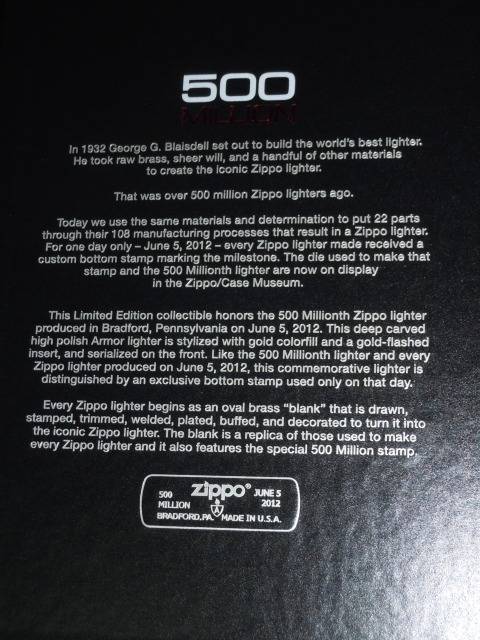 500
MILLION
In 1932 George G. Blaisdell set out to build the world's best lighter.
He took raw brass, sheer will, and a handful of other materials
to create the iconic Zippo lighter.
That was over 500 million Zippo lighters ago.
Today we use the same materials and determination to put 22 parts
through their 108 manufacturing processes that result in a Zippo lighter.
For one day only – June 5, 2012 – every Zippo lighter made received a
custom bottom stamp marking the milestone. The die used to make that
stamp and the 500 Millionth lighter are now on display
in the Zippo/Case Museum.
This Limited Edition collectible honors the 500 Millionth Zippo lighter
produced in Bradford, Pennsylvania on June 5, 2012. This deep carved
high polish Armor lighter is stylized with gold colorfill and a gold-flashed
insert, and serialized on the front. Like the 500 Millionth lighter and every
Zippo lighter produced on June 5, 2012, this commemorative lighter is
distinguished by an exclusive bottom stamp used only on that day.
Every Zippo lighter begins as an oval brass “blank” that is drawn,
stamped, trimmed, welded, plated, buffed, and decorated to turn it into
the iconic Zippo lighter. The blank is a replica of those used to make
every Zippo lighter and it also features the special 500 Million stamp.
500 zippo® JUNE 5
MILLION 2012
BRADFORD,PA. A MADE IN U.S.A.